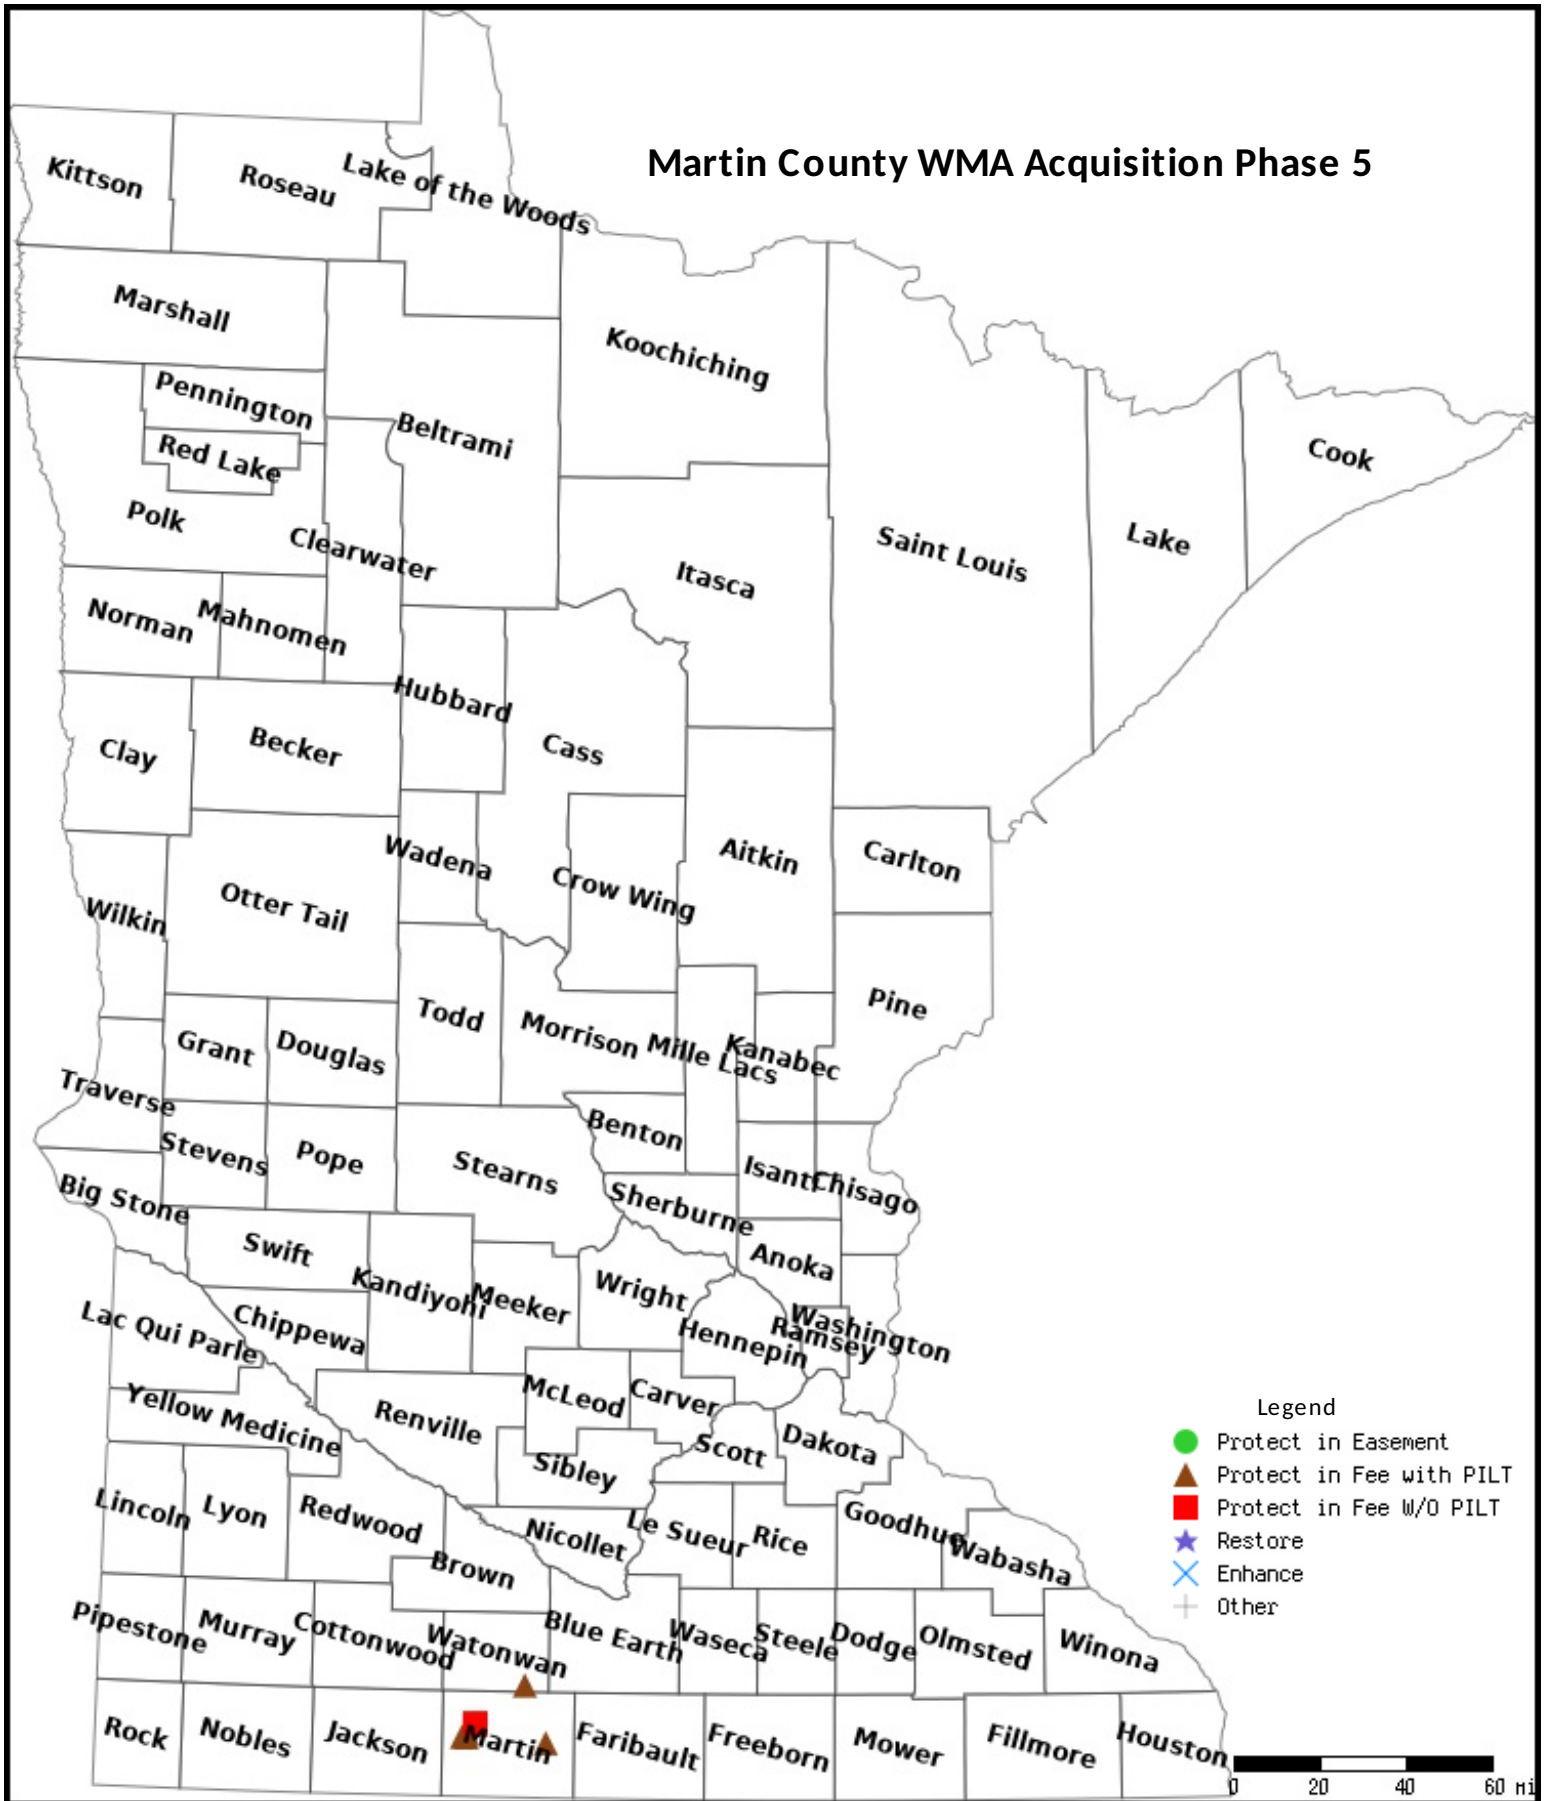 Martin County WMA Acquisition Phase 5
Kittson
Roseau
Lake of the Woods
Marshall
Koochiching
Pennington
Beltrami
Red Lake
Cook
Polk
Clearwater
Saint Louis
Lake
Itasca
Norman
Mahnomen
Hubbard
Clay
Becker
Cass
Wadena
Aitkin
Carlton
Crow Wing
Otter Tail
Wilkin
Pine
Todd
Morrison
Mille Lacs
Kanabec
Grant
Douglas
Traverse
Benton
Stevens
Pope
Stearns
Isanti
Chisago
Big Stone
Sherburne
Swift
Anoka
Kandiyohi
Meeker
Wright
Washington
Ramsey
Hennepin
Lac Qui Parle
Chippewa
McLeod
Carver
Yellow Medicine
Renville
Scott
Dakota
Sibley
Legend
Protect in Easement
Protect in Fee with PILT
Protect in Fee W/O PILT
Restore
Enhance
Other
Lincoln
Lyon
Redwood
Nicollet
Le Sueur
Rice
Goodhue
Wabasha
Brown
Pipestone
Murray
Cottonwood
Watonwan
Blue Earth
Waseca
Steele
Dodge
Olmsted
Winona
Rock
Nobles
Jackson
Martin
Faribault
Freeborn
Mower
Fillmore
Houston
0 20 40 60 mi